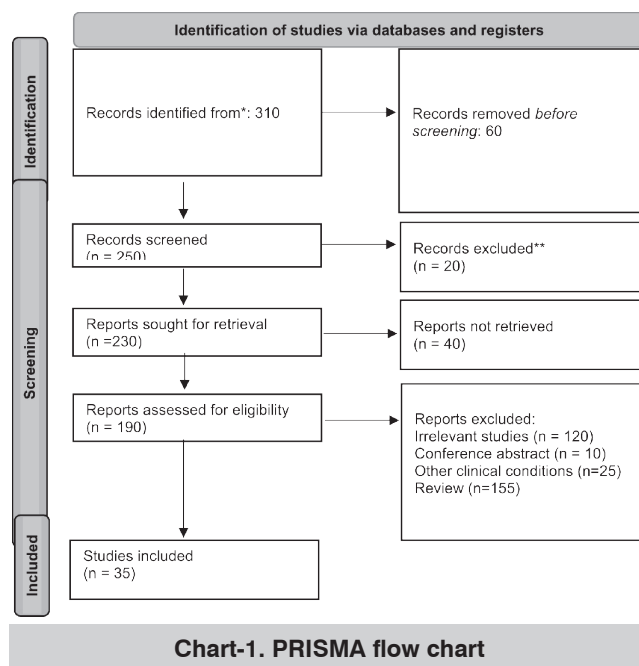 Identification of studies via databases and registers
Identification
Records identified from*: 310
Records removed before
screening: 60
Screening
Records screened
(n = 250)
Records excluded**
(n = 20)
Reports sought for retrieval
(n =230)
Reports not retrieved
(n = 40)
Reports assessed for eligibility
(n = 190)
Reports excluded:
Irrelevant studies (n = 120)
Conference abstract (n = 10)
Other clinical conditions (n=25)
Review (n=155)
Included
Studies included
(n = 35)
Chart-1. PRISMA flow chart